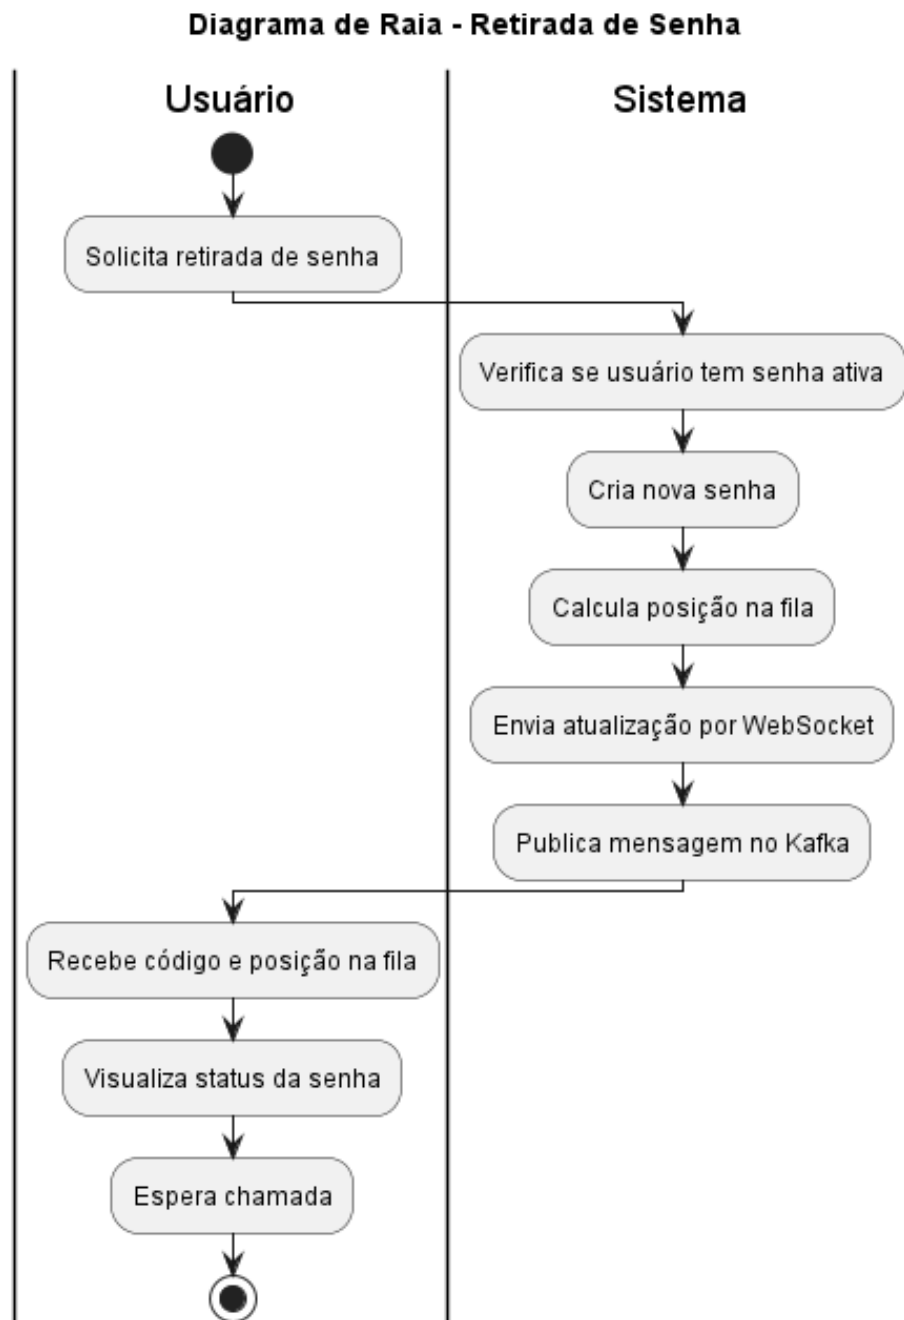 Diagrama de Raia - Retirada de Senha
Usuário
Sistema
Solicita retirada de senha
Verifica se usuário tem senha ativa
Cria nova senha
Calcula posição na fila
Envia atualização por WebSocket
Publica mensagem no Kafka
Recebe código e posição na fila
Visualiza status da senha
Espera chamada